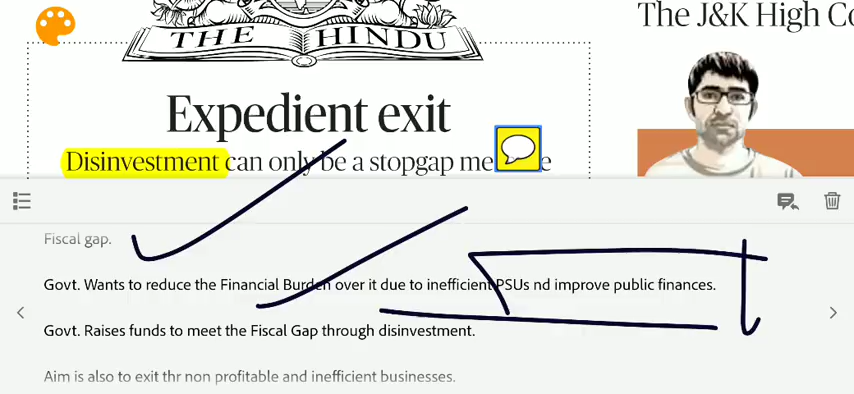 The J&K High Co
THE HINDU
Expedient exit
Disinvestment can only be a stopgap me e
Fiscal gap.
Govt. Wants to reduce the Financial Burden over it due to inefficient PSUs nd improve public finances.
Govt. Raises funds to meet the Fiscal Gap through disinvestment.
Aim is also to exit thr non profitable and inefficient businesses.